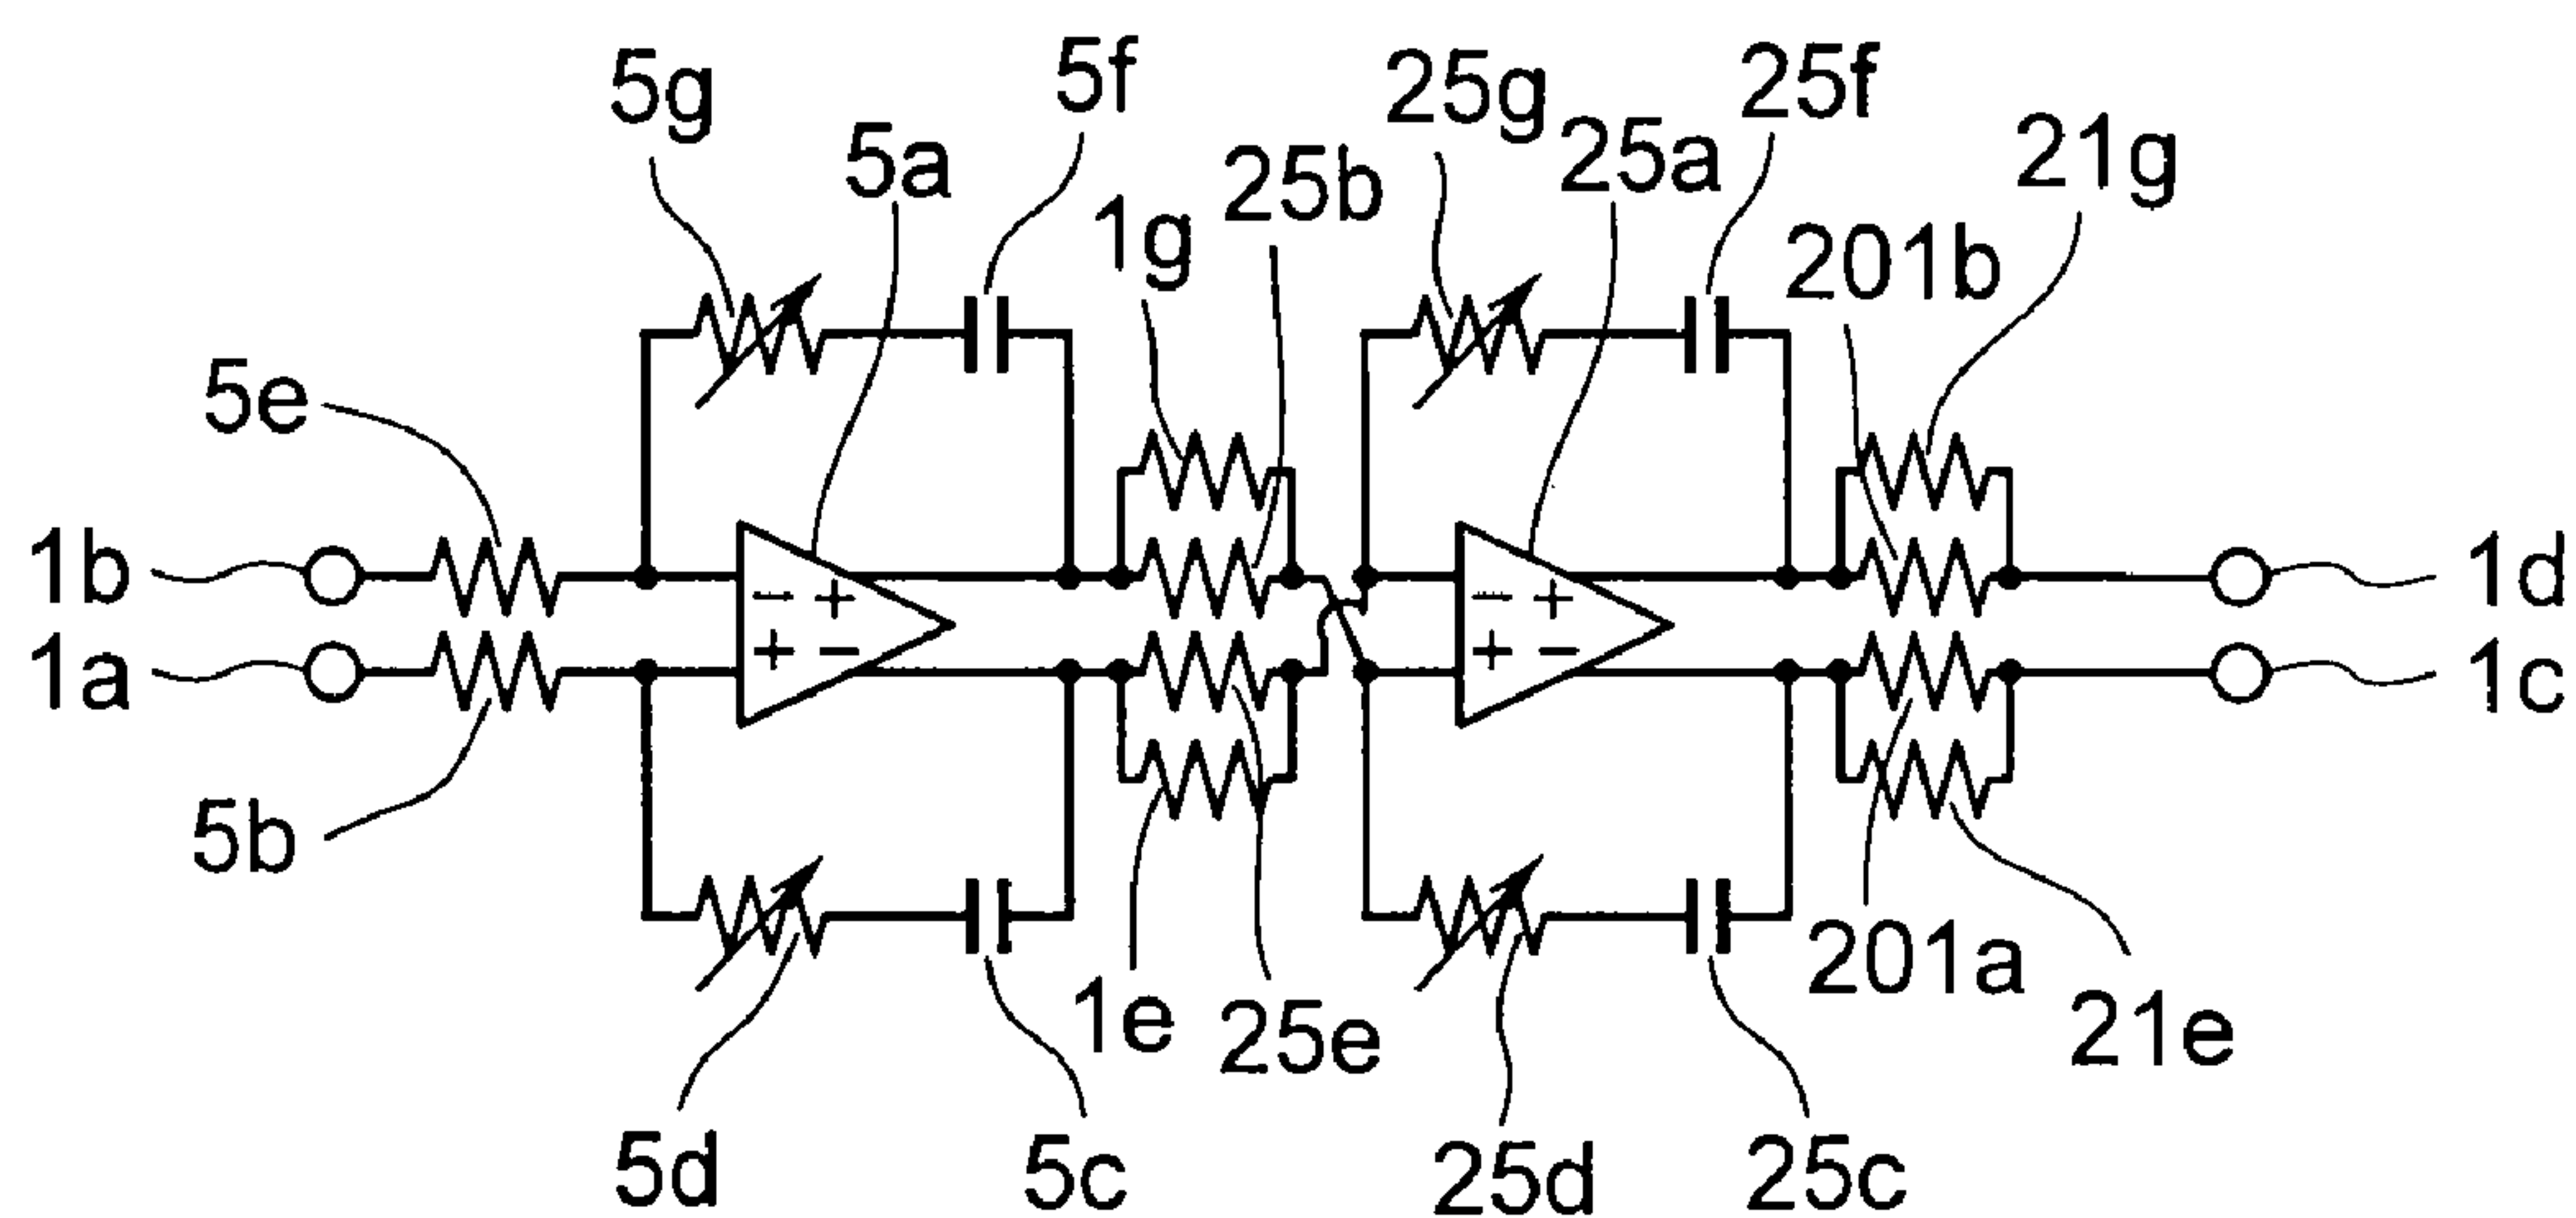 5g 5f 25g 25f
5a 25b 25a 21g
1g 201b
5e
1b - + - + 1d
1a + - + - 1c
5b
1e 25e 201a 21e
5d 5c 25d 25c